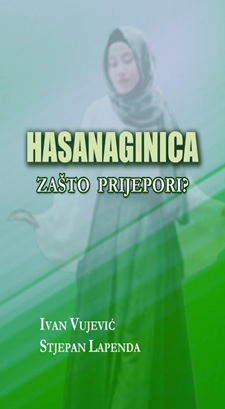 HASANAGINICA
ZAŠTO PRIJEPORI?
IVAN VUJEVIĆ
STJEPAN LAPENDA